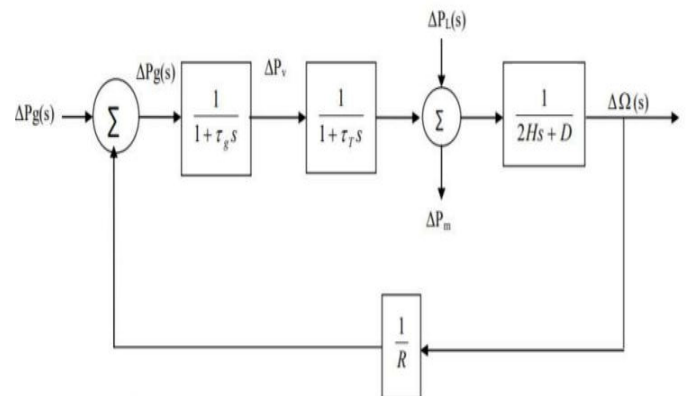 ΔP_L(s)
ΔPg(s)
ΔP_v
ΔPg(s)
Σ
1
1+τ_g s
1
1+τ_T s
Σ
1
2Hs+D
ΔΩ(s)
ΔP_m
1
R